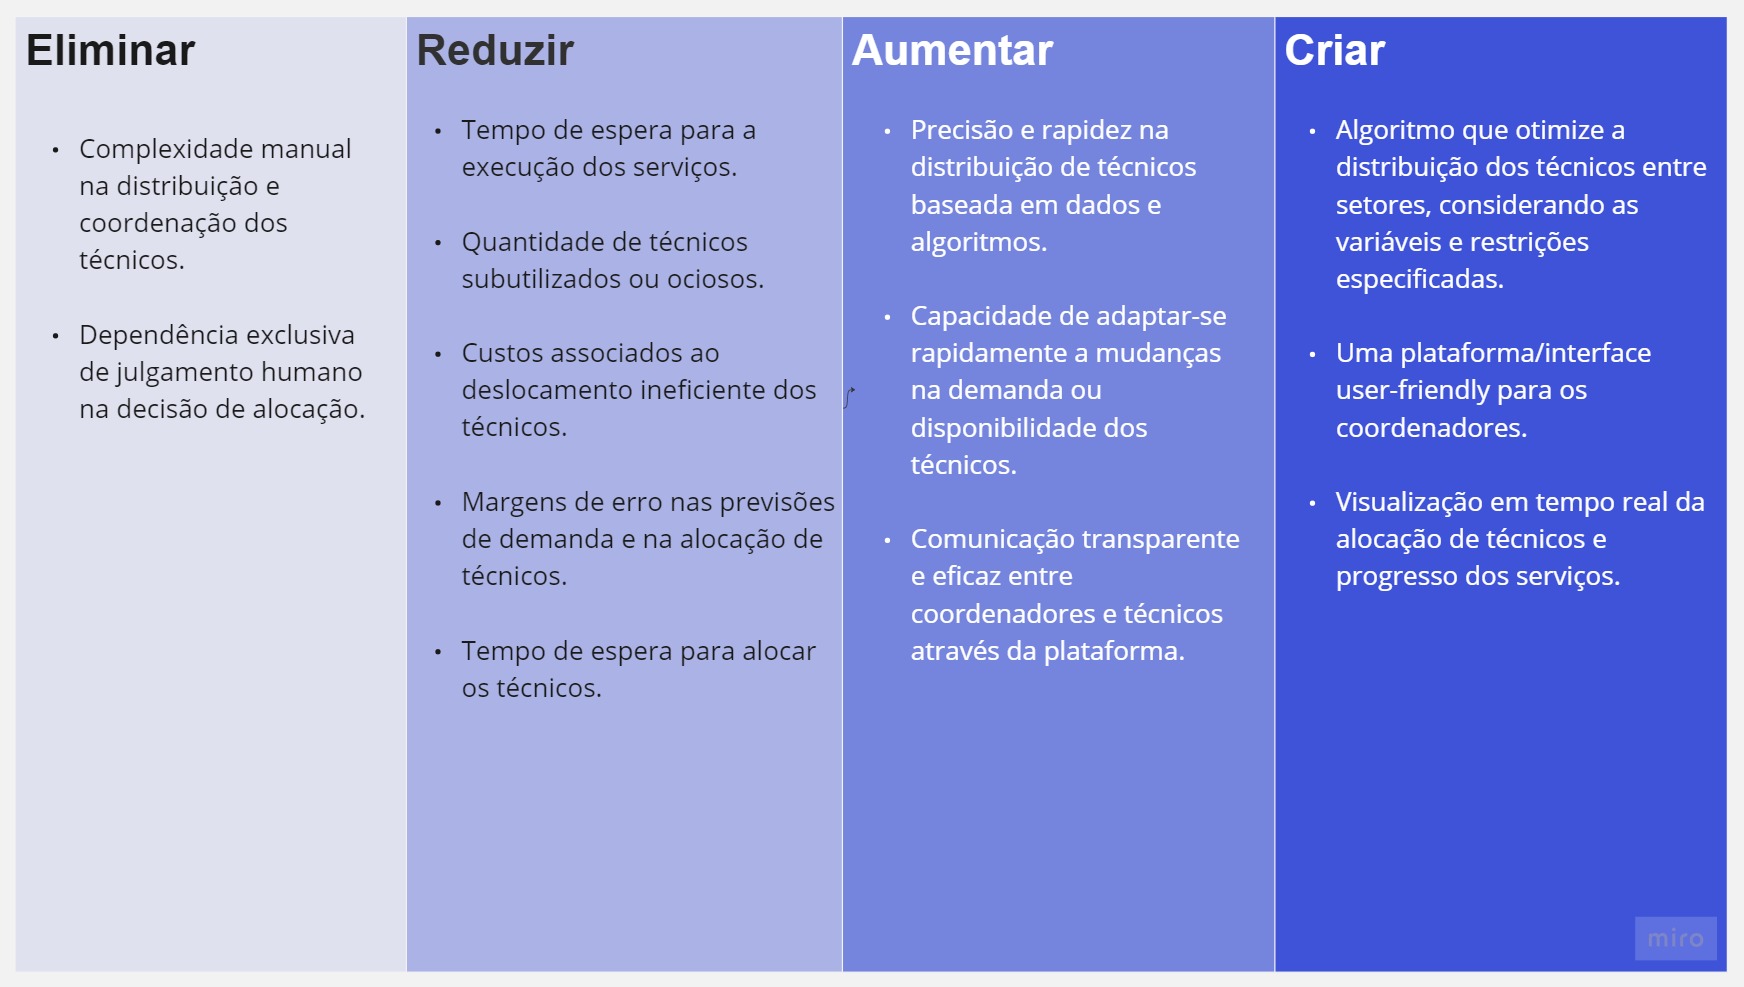 Eliminar
Complexidade manual
na distribuição e
coordenação dos
técnicos.
Dependência exclusiva
de julgamento humano
na decisão de alocação.
Reduzir
Tempo de espera para a
execução dos serviços.
Quantidade de técnicos
subutilizados ou ociosos.
Custos associados ao
deslocamento ineficiente dos
técnicos.
Margens de erro nas previsões
de demanda e na alocação de
técnicos.
Tempo de espera para alocar
os técnicos.
Aumentar
Precisão e rapidez na
distribuição de técnicos
baseada em dados e
algoritmos.
Capacidade de adaptar-se
rapidamente a mudanças
na demanda ou
disponibilidade dos
técnicos.
Comunicação transparente
e eficaz entre
coordenadores e técnicos
através da plataforma.
Criar
Algoritmo que otimize a
distribuição dos técnicos entre
setores, considerando as
variáveis e restrições
especificadas.
Uma plataforma/interface
user-friendly para os
coordenadores.
Visualização em tempo real da
alocação de técnicos e
progresso dos serviços.
miro